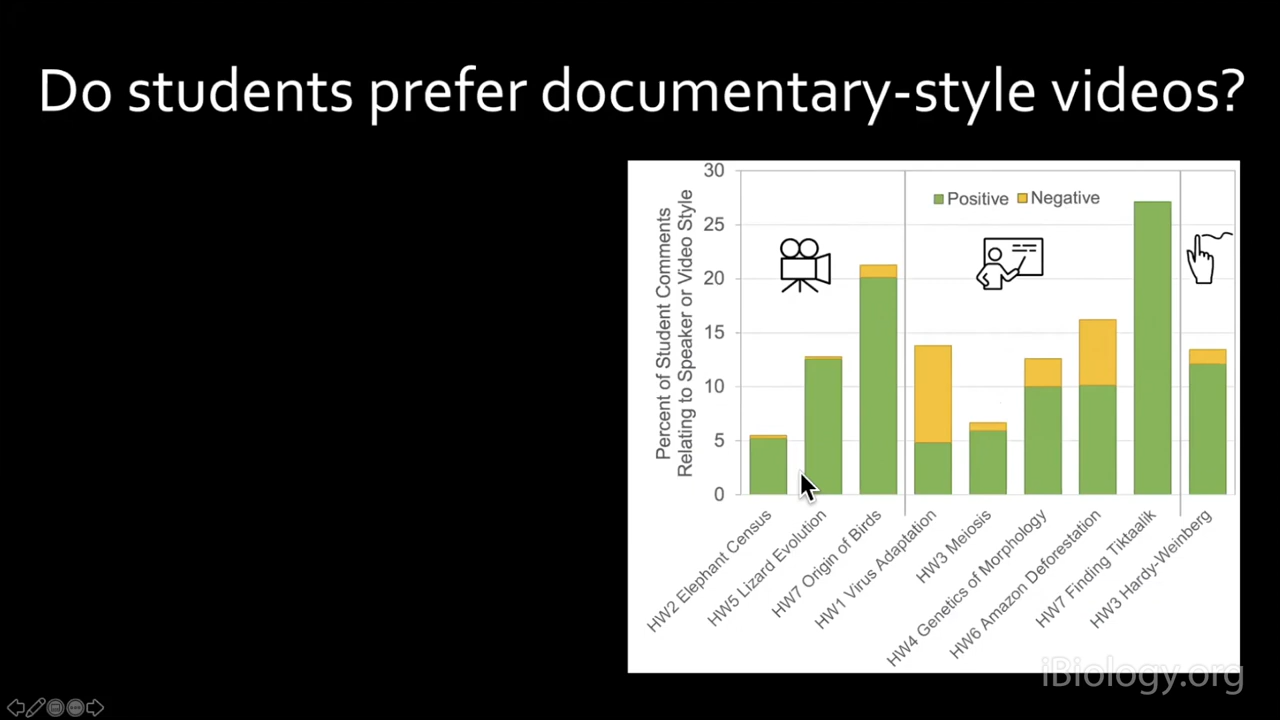 Do students prefer documentary-style videos?
Percent of Student Comments
Relating to Speaker or Video Style
30
25
20
15
10
5
0
Positive
Negative
HW2 Elephant Census
HW5 Lizard Evolution
HW7 Origin of Birds
HW1 Virus Adaptation
HW3 Meiosis
HW4 Genetics of Morphology
HW6 Amazon Deforestation
HW7 Finding Tiktaalik
HW3 Hardy-Weinberg
iBiology.org